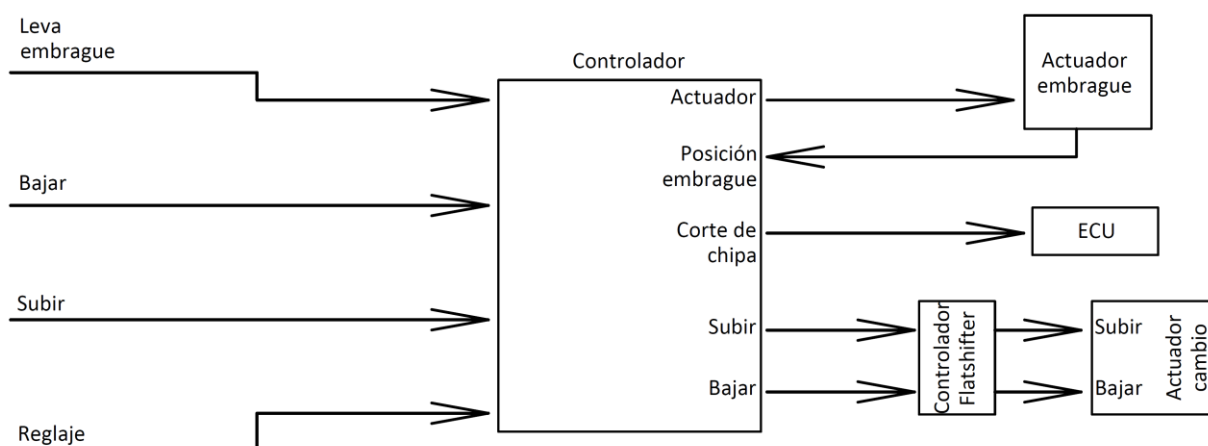 Leva
embrague
Bajar
Subir
Reglaje
Controlador
Actuador
Posición
embrague
Corte de
chipa
Subir
Bajar
Actuador
embrague
ECU
Controlador
Flatshifter
Subir
Bajar
Actuador
cambio